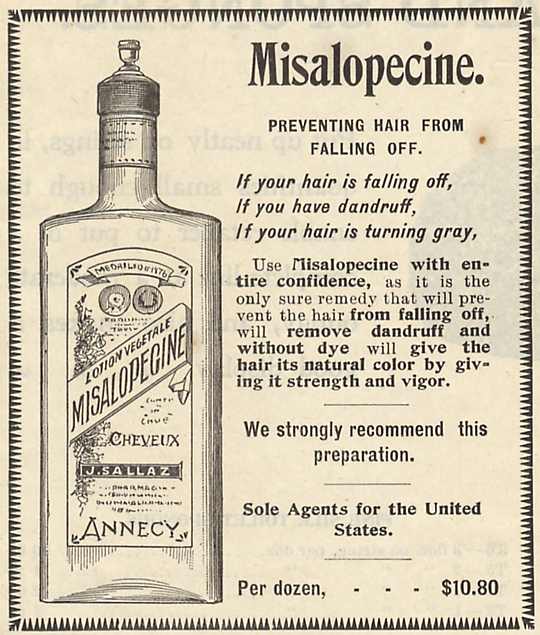 Misalopecine.
PREVENTING HAIR FROM
FALLING OFF.
If your hair is falling off,
If you have dandruff,
If your hair is turning gray,
Use Misalopecine with en-
tire confidence, as it is the
only sure remedy that will pre-
vent the hair from falling off,
will remove dandruff and
without dye will give the
hair its natural color by giv-
ing it strength and vigor.
We strongly recommend this
preparation.
Sole Agents for the United
States.
Per dozen, - - - $10.80
LOTION VEGETALE
MISALOPECINE
CHEVEUX
J. SALLAZ
ANNECY